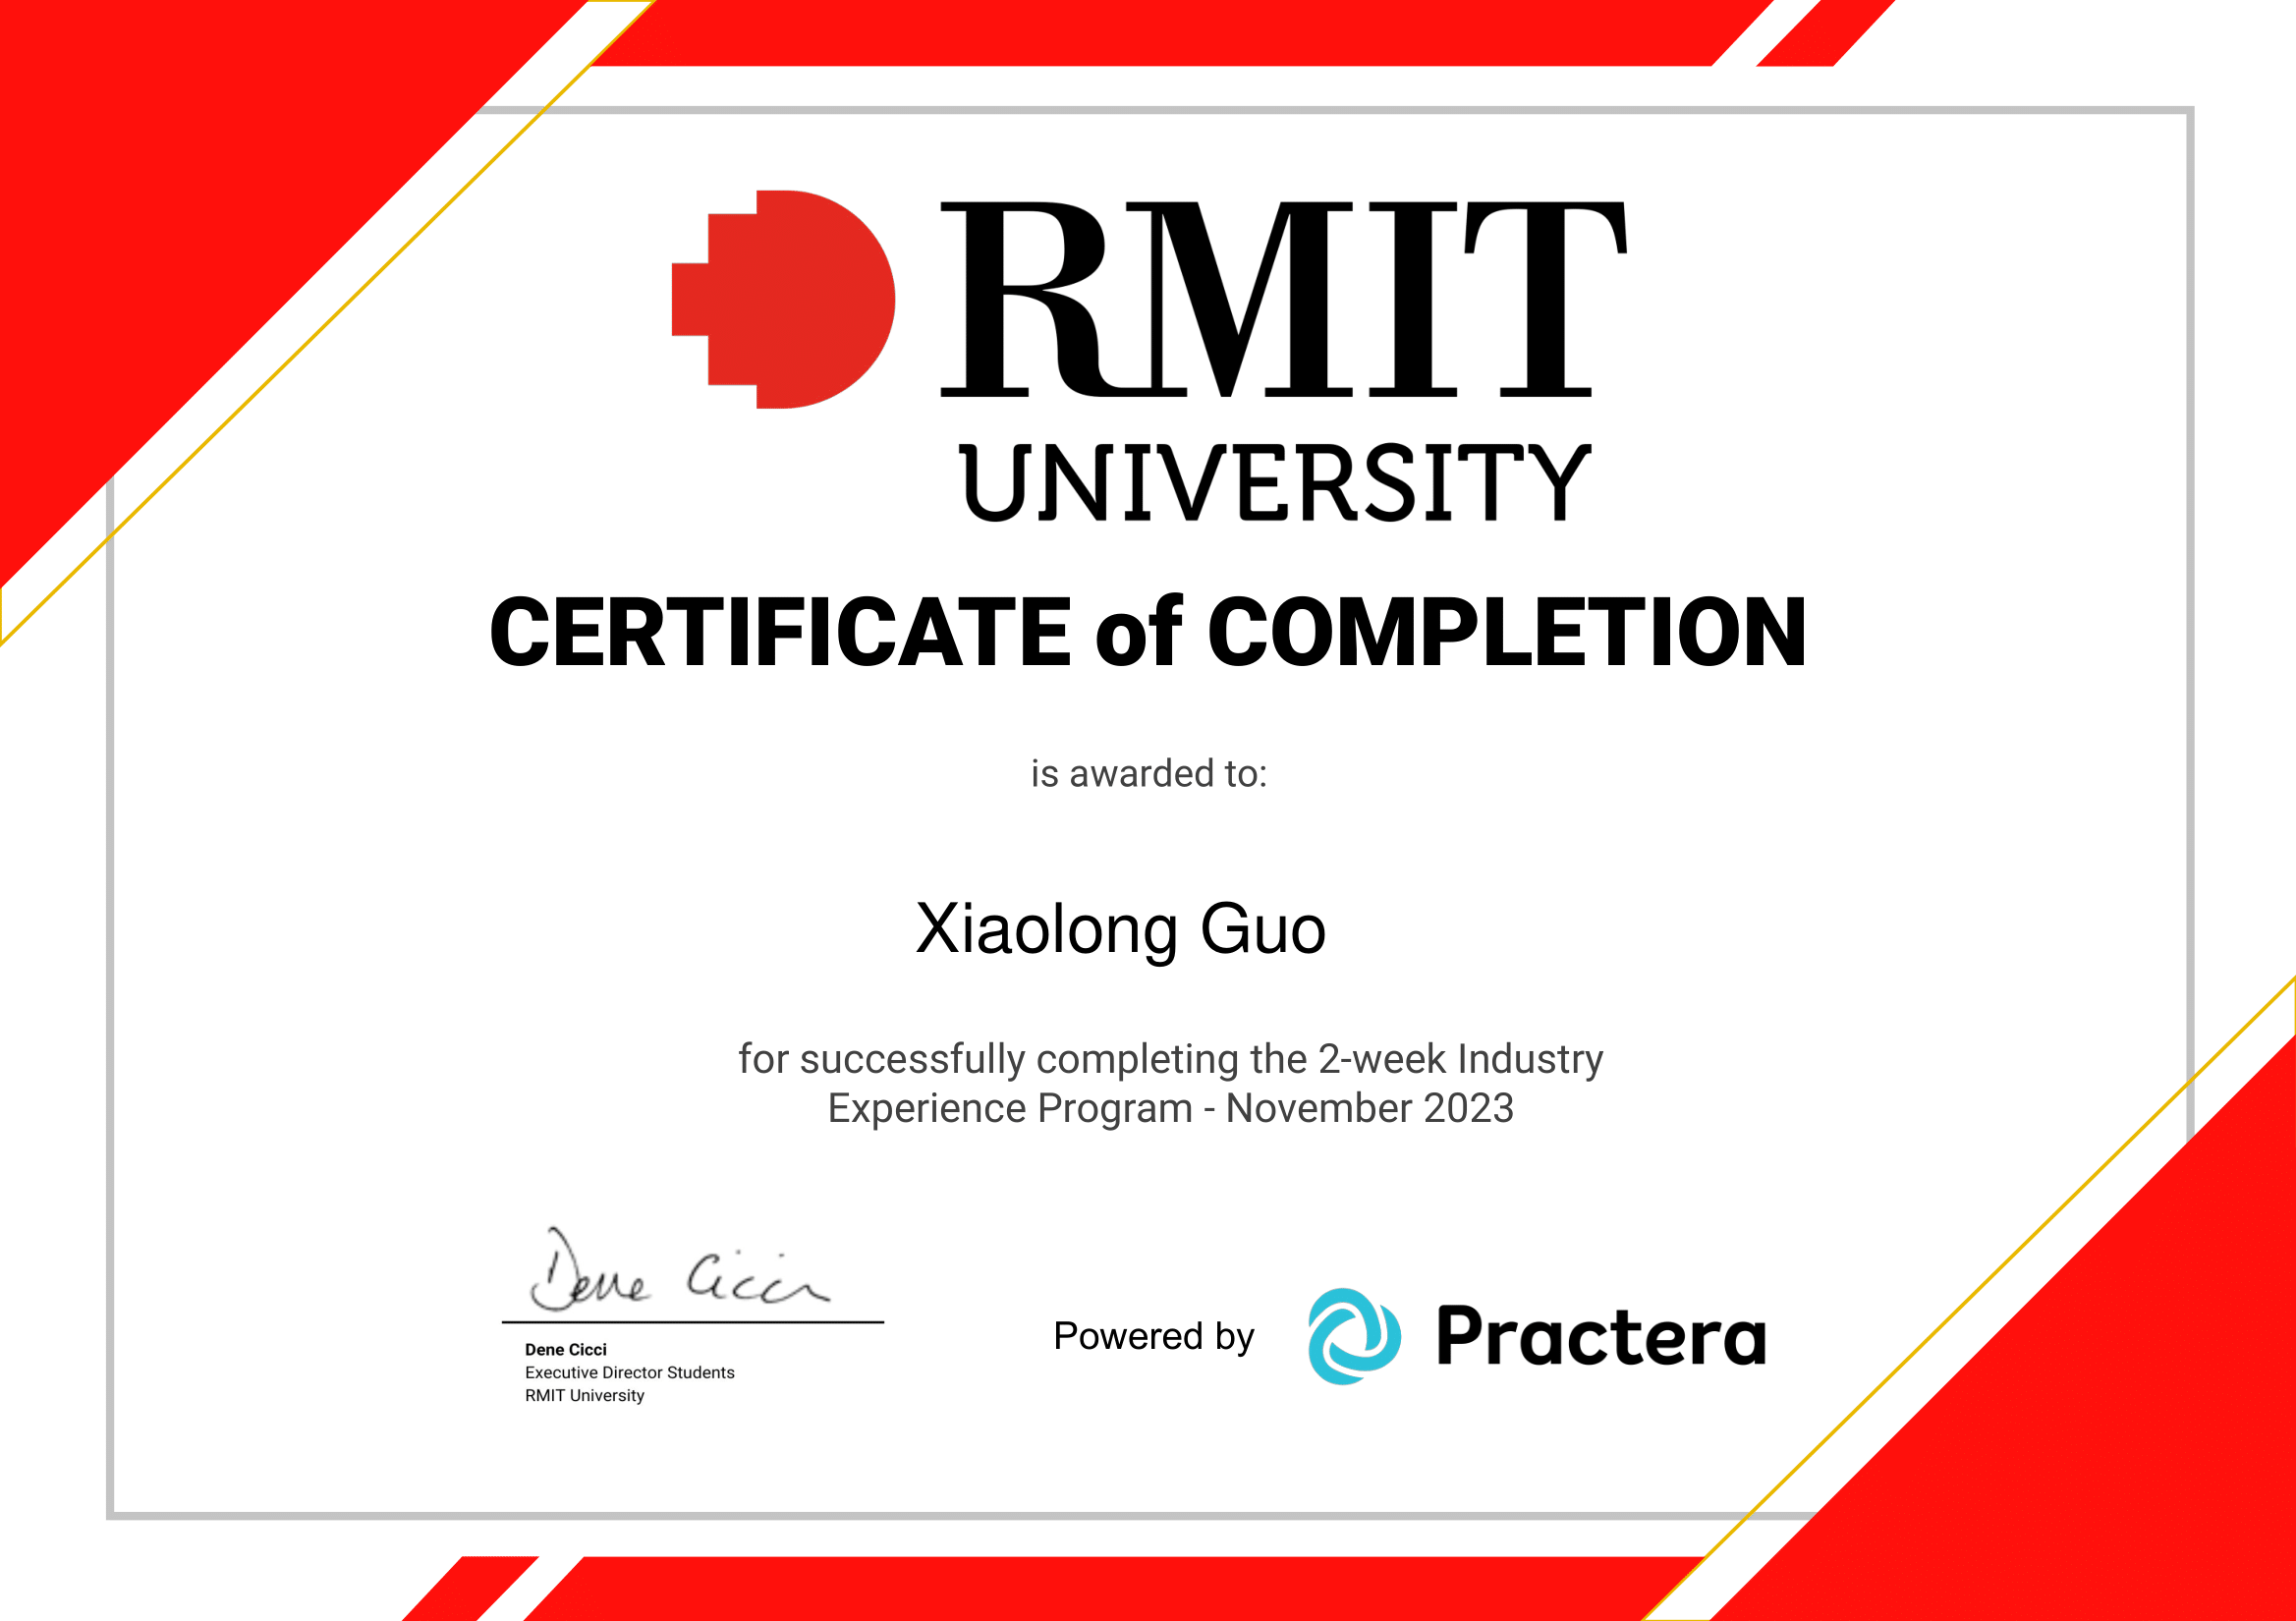 RMIT
UNIVERSITY
CERTIFICATE of COMPLETION
is awarded to:
Xiaolong Guo
for successfully completing the 2-week Industry
Experience Program - November 2023
Dene Cicci
Dene Cicci
Executive Director Students
RMIT University
Powered by Practera